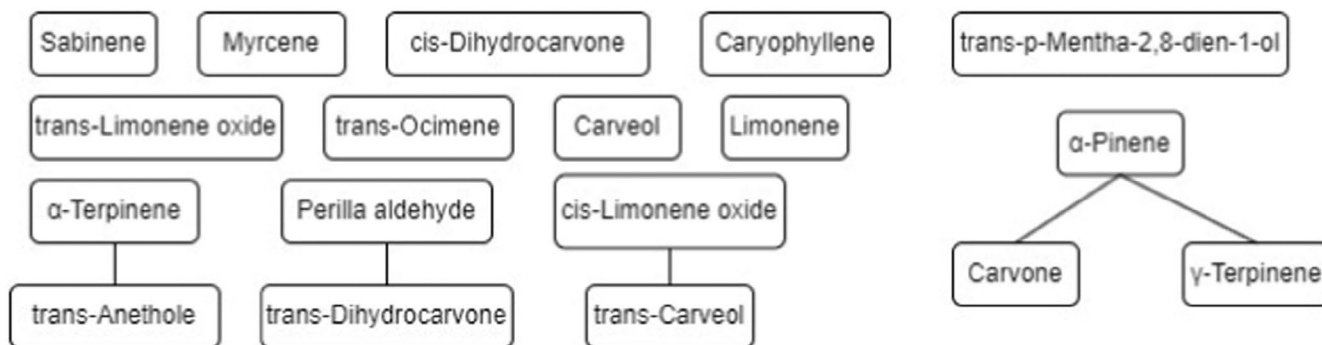 Sabinene
Myrcene
cis-Dihydrocarvone
Caryophyllene
trans-p-Mentha-2,8-dien-1-ol
trans-Limonene oxide
trans-Ocimene
Carveol
Limonene
α-Pinene
α-Terpinene
Perilla aldehyde
cis-Limonene oxide
Carvone
γ-Terpinene
trans-Anethole
trans-Dihydrocarvone
trans-Carveol